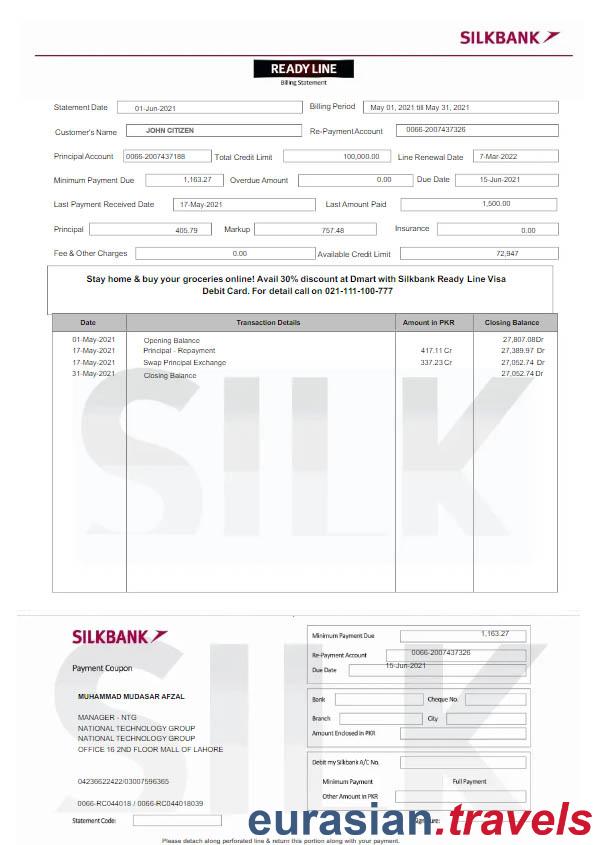 SILKBANK
READY LINE
Billing Statement
Statement Date 01-Jun-2021 Billing Period May 01, 2021 till May 31, 2021
Customer's Name JOHN CITIZEN Re-Payment Account 0066-2007437326
Principal Account 0066-2007437188 Total Credit Limit 100,000.00 Line Renewal Date 7-Mar-2022
Minimum Payment Due 1,163.27 Overdue Amount 0.00 Due Date 15-Jun-2021
Last Payment Received Date 17-May-2021 Last Amount Paid 1,500.00
Principal 405.79 Markup 757.48 Insurance 0.00
Fee & Other Charges 0.00 Available Credit Limit 72,947
Stay home & buy your groceries online! Avail 30% discount at Dmart with Silkbank Ready Line Visa
Debit Card. For detail call on 021-111-100-777
Date Transaction Details Amount in PKR Closing Balance
01-May-2021 Opening Balance 27,807.08Dr
17-May-2021 Principal - Repayment 417.11 Cr 27,389.97 Dr
17-May-2021 Swap Principal Exchange 337.23 Cr 27,052.74 Dr
31-May-2021 Closing Balance 27,052.74 Dr
SILK
SILKBANK
Payment Coupon
MUHAMMAD MUDASAR AFZAL
MANAGER - NTG
NATIONAL TECHNOLOGY GROUP
NATIONAL TECHNOLOGY GROUP
OFFICE 16 2ND FLOOR MALL OF LAHORE
04236622422/03007596365
0066-RC044018 / 0066-RC044018039
Statement Code:
Minimum Payment Due 1,163.27
Re-Payment Account 0066-2007437326
Due Date 15-Jun-2021
Bank Cheque No.
Branch City
Amount Enclosed in PKR
Debit my Silkbank A/C No.
Minimum Payment Full Payment
Other Amount in PKR
Signature:
SILK
eurasian.travels
Please detach along perforated line & return this portion along with your payment.